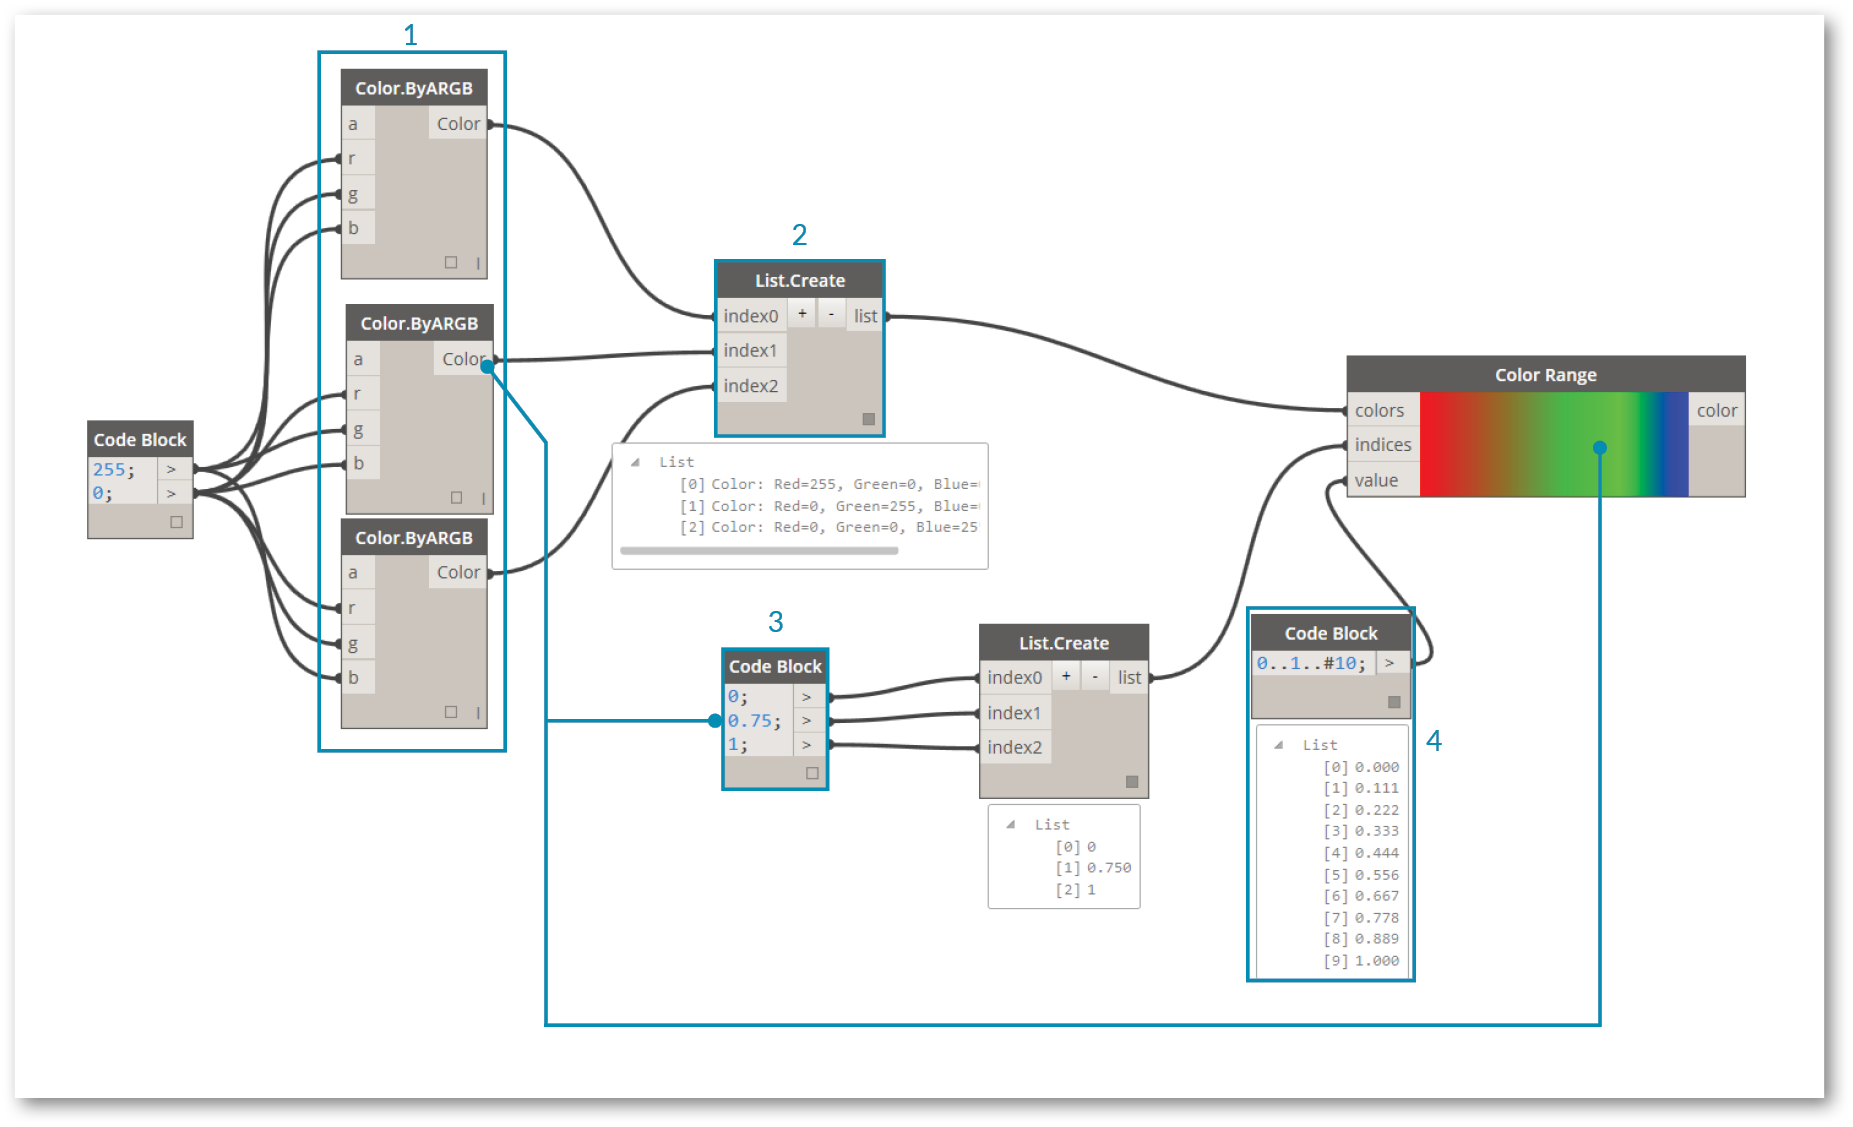 1
Color.ByARGB
a Color
r
g
b
Color.ByARGB
a Color
r
g
b
Color.ByARGB
a Color
r
g
b
Code Block
255; >
0; >
2
List.Create
index0 + - list
index1
index2
List
[0] Color: Red=255, Green=0, Blue=
[1] Color: Red=0, Green=255, Blue=
[2] Color: Red=0, Green=0, Blue=25
3
Code Block
0; >
0.75; >
1; >
List.Create
index0 + - list
index1
index2
List
[0] 0
[1] 0.750
[2] 1
Color Range
colors color
indices
value
Code Block
0..1..#10; >
4
List
[0] 0.000
[1] 0.111
[2] 0.222
[3] 0.333
[4] 0.444
[5] 0.556
[6] 0.667
[7] 0.778
[8] 0.889
[9] 1.000